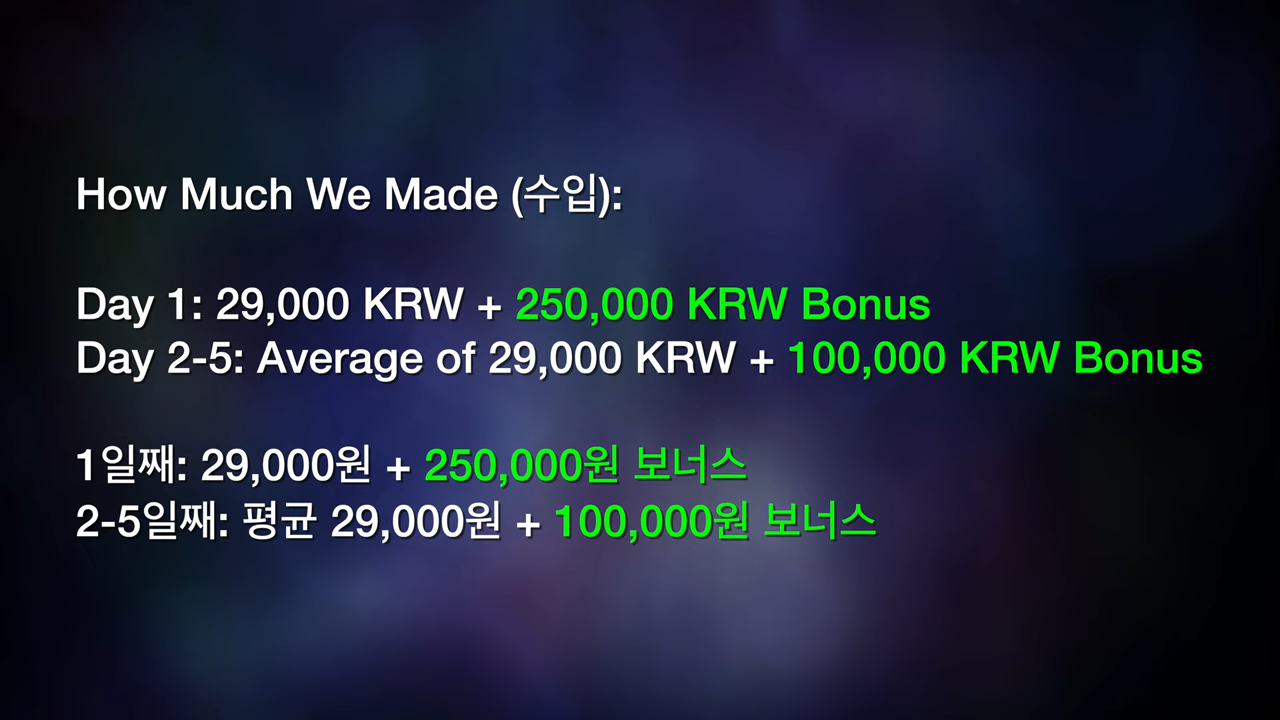 How Much We Made (수입):
Day 1: 29,000 KRW + 250,000 KRW Bonus
Day 2-5: Average of 29,000 KRW + 100,000 KRW Bonus
1일째: 29,000원 + 250,000원 보너스
2-5일째: 평균 29,000원 + 100,000원 보너스